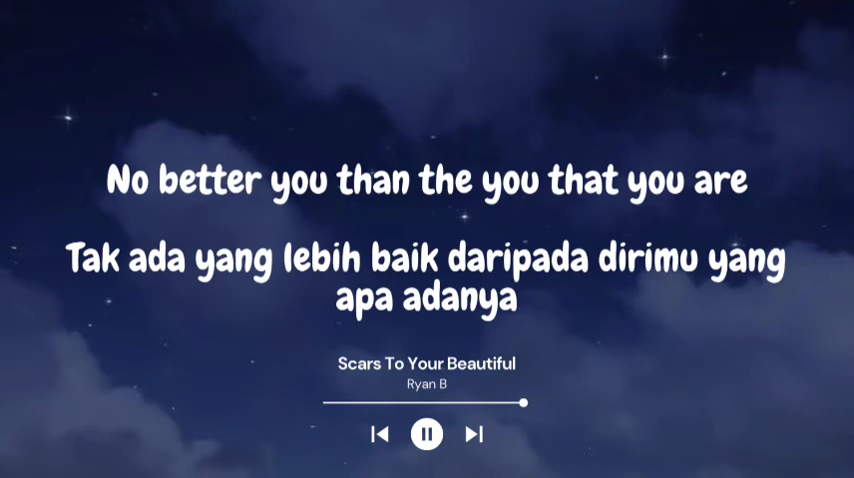 No better you than the you that you are
Tak ada yang lebih baik daripada dirimu yang
apa adanya
Scars To Your Beautiful
Ryan B